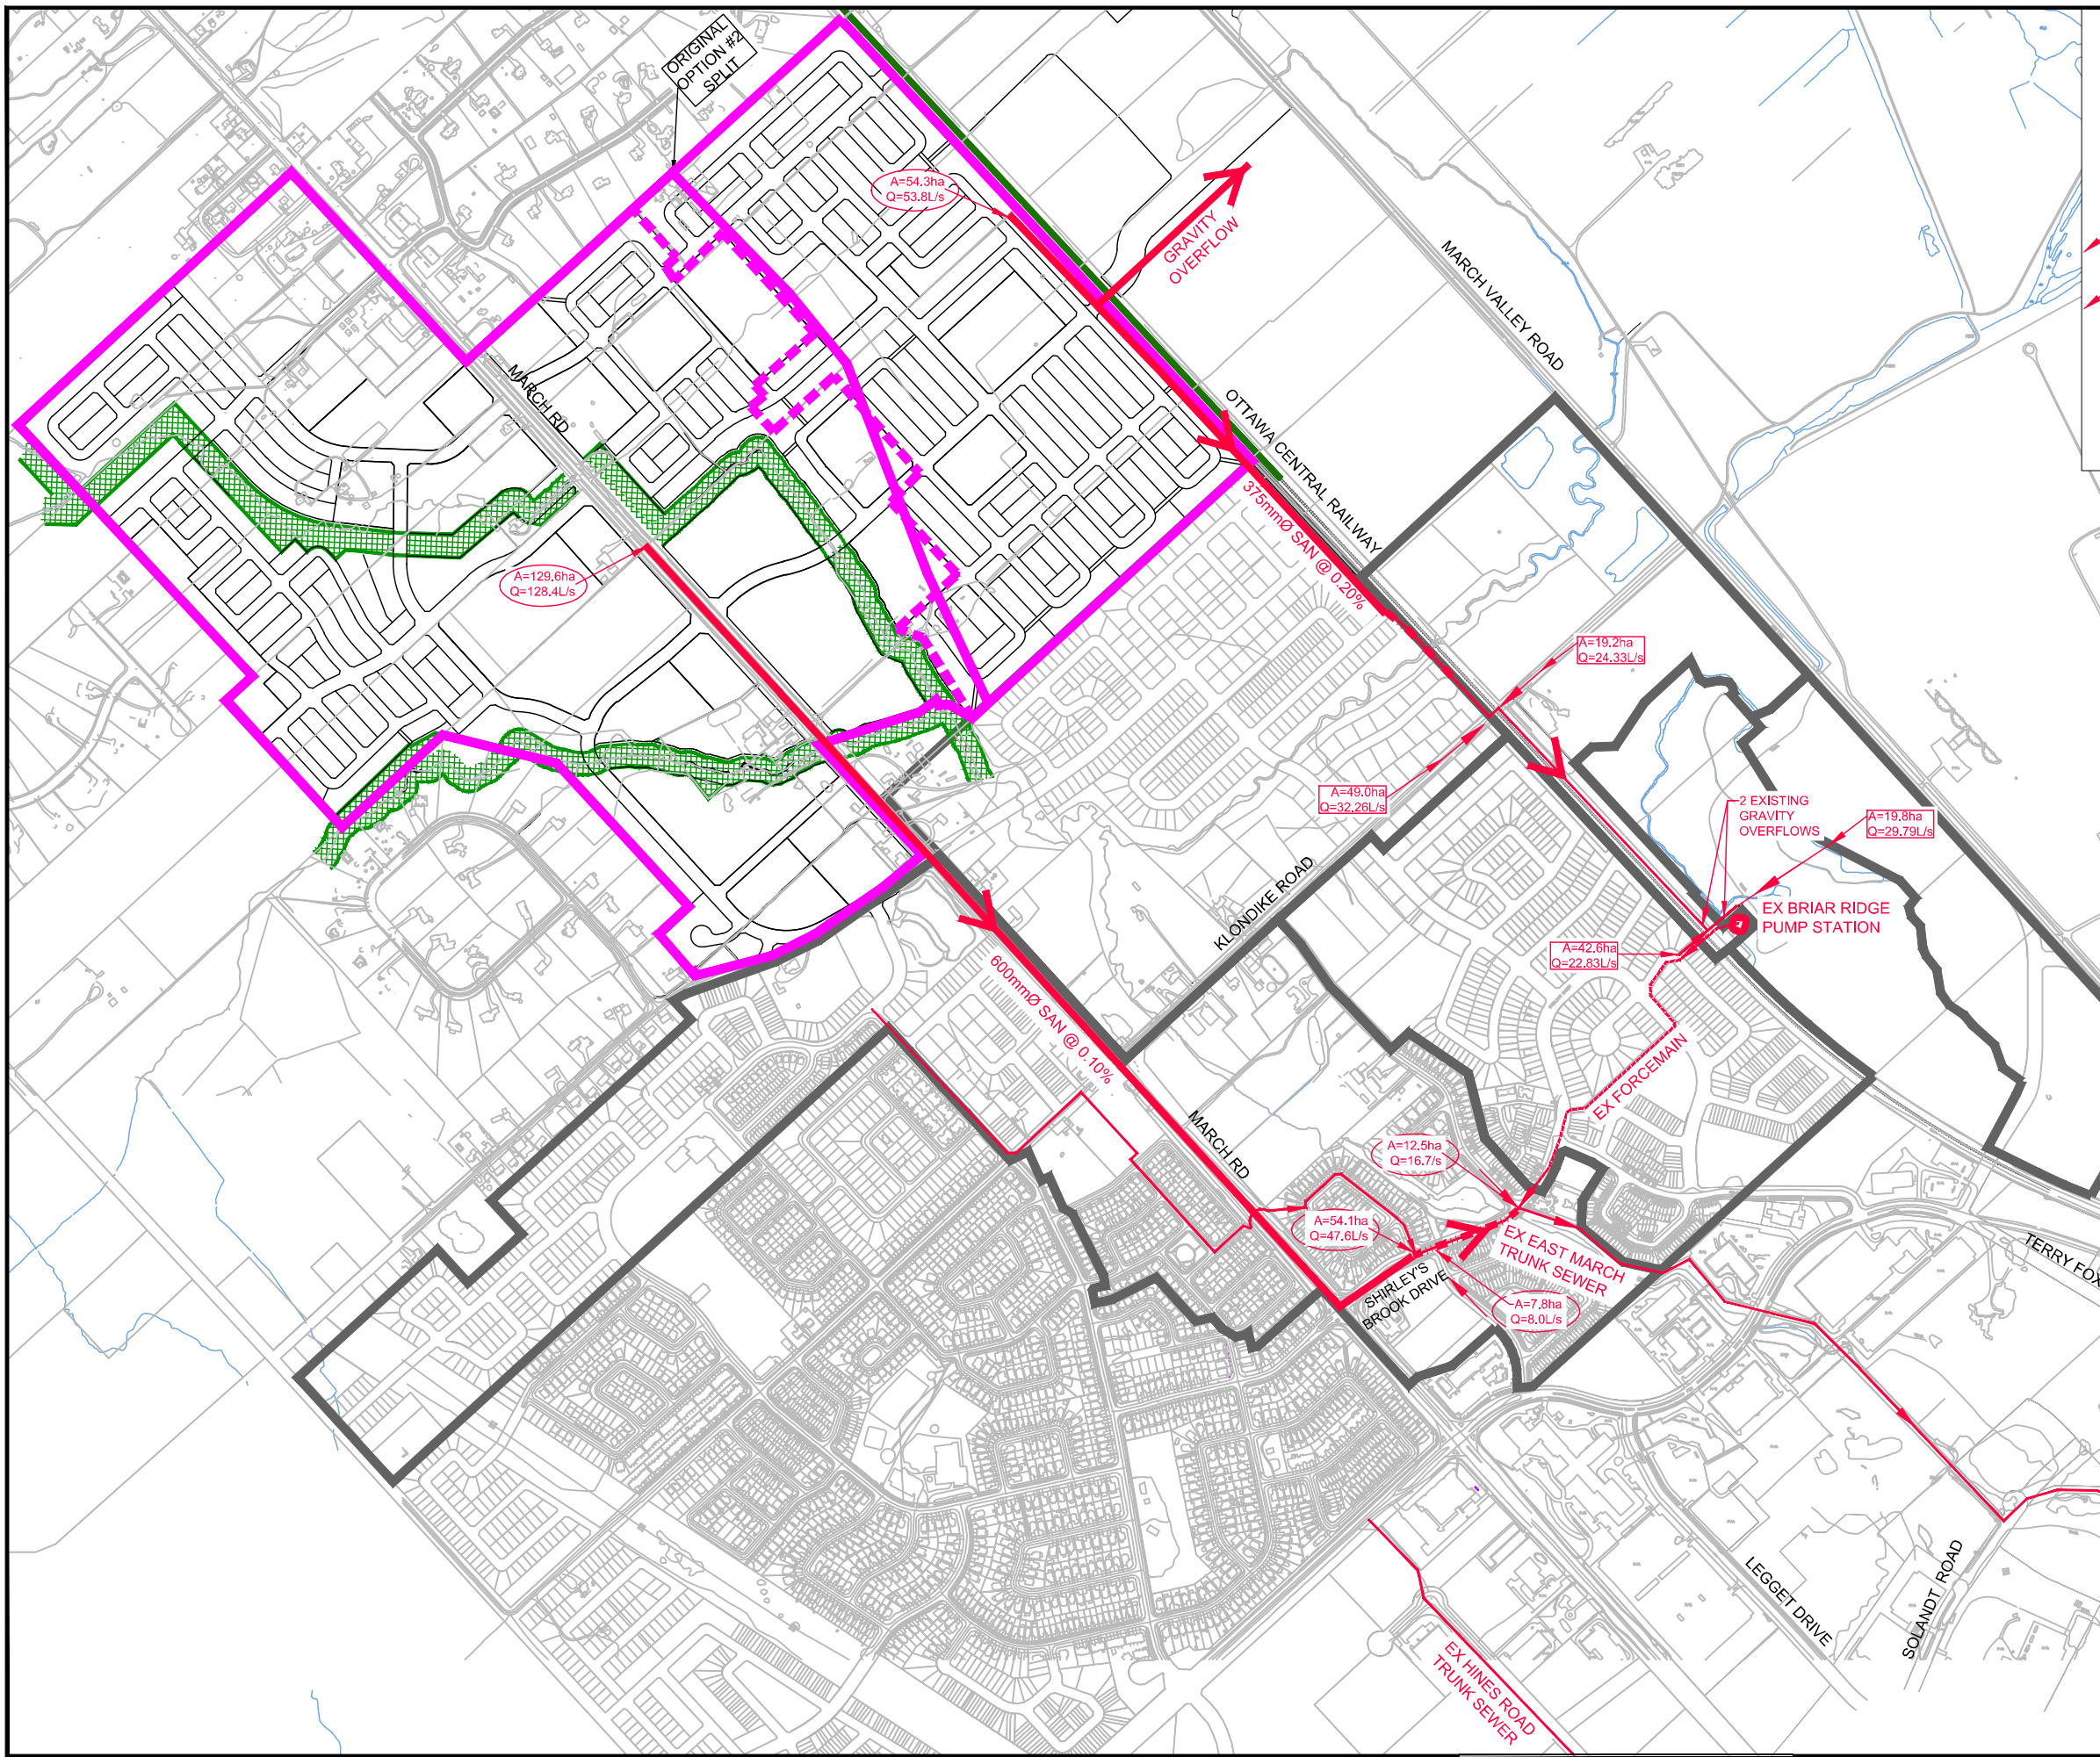 ORIGINAL
OPTION #2
SPLIT
A=54.3ha
Q=53.8L/s
GRAVITY
OVERFLOW
MARCH VALLEY ROAD
MARCH RD
OTTAWA CENTRAL RAILWAY
375mmØ SAN @ 0.20%
A=129.6ha
Q=128.4L/s
A=19.2ha
Q=24.33L/s
A=49.0ha
Q=32.26L/s
2 EXISTING
GRAVITY
OVERFLOWS
A=19.8ha
Q=29.79L/s
KLONDIKE ROAD
EX BRIAR RIDGE
PUMP STATION
A=42.6ha
Q=22.83L/s
600mmØ SAN @ 0.10%
EX FORCEMAIN
MARCH RD
A=12.5ha
Q=16.7/s
A=54.1ha
Q=47.6L/s
EX EAST MARCH
TRUNK SEWER
SHIRLEY'S
BROOK DRIVE
A=7.8ha
Q=8.0L/s
TERRY FOX
LEGGET DRIVE
SOLANDT ROAD
EX HINES ROAD
TRUNK SEWER